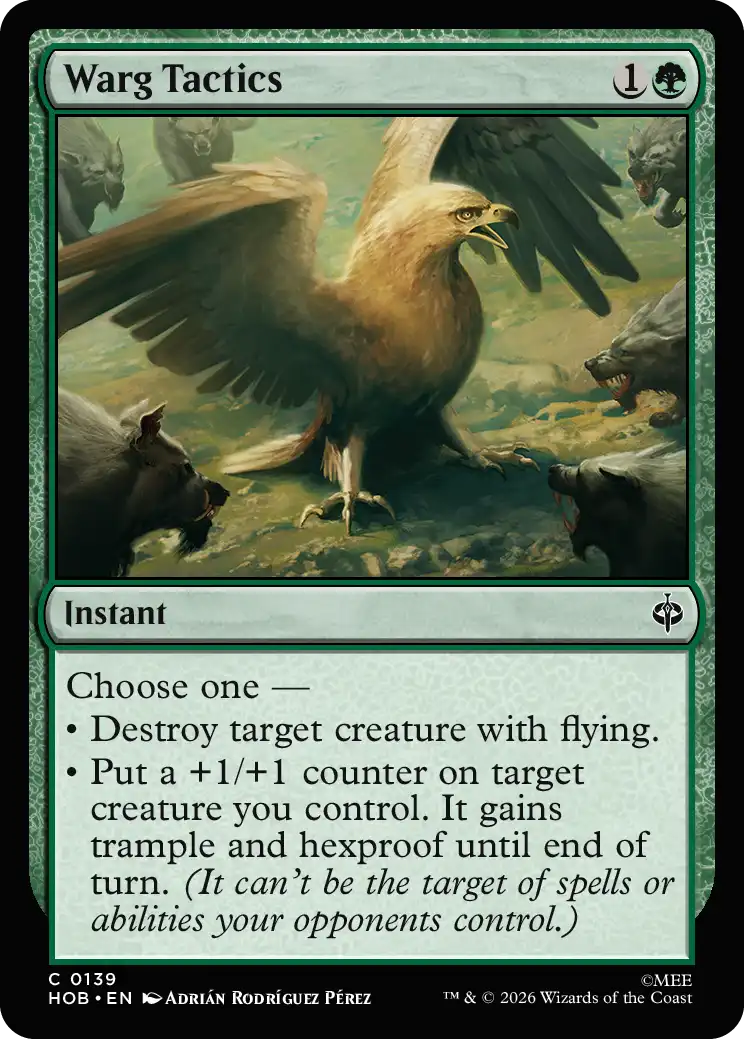 Warg Tactics 1
Instant
Choose one —
• Destroy target creature with flying.
• Put a +1/+1 counter on target
creature you control. It gains
trample and hexproof until end of
turn. (It can't be the target of spells or
abilities your opponents control.)
C 0139
HOB • EN Adrián Rodríguez Pérez
©MEE
™ & © 2026 Wizards of the Coast